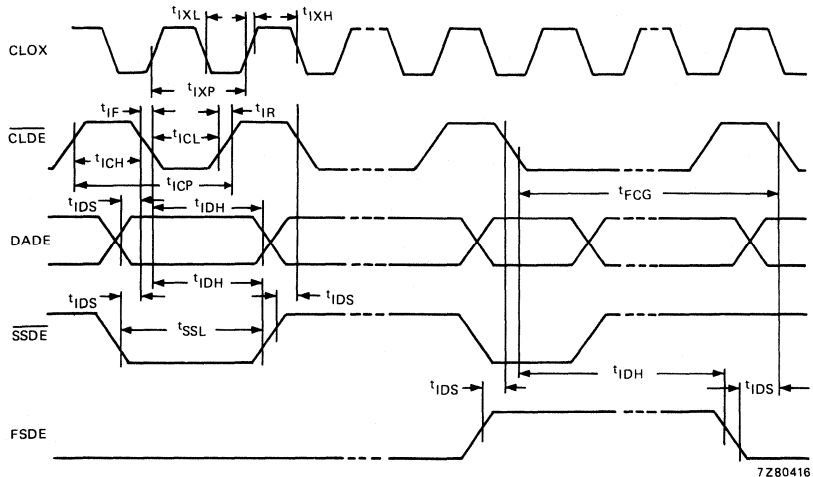 tIXL tIXH
CLOX
tIXP
tIF tIR
CLDE
tICL
tICH
tICP
tFCG
tIDS tIDH
DADE
tIDH
tIDS tIDS
SSDE
tSSL
tIDH
tIDS tIDS
FSDE
7Z80416